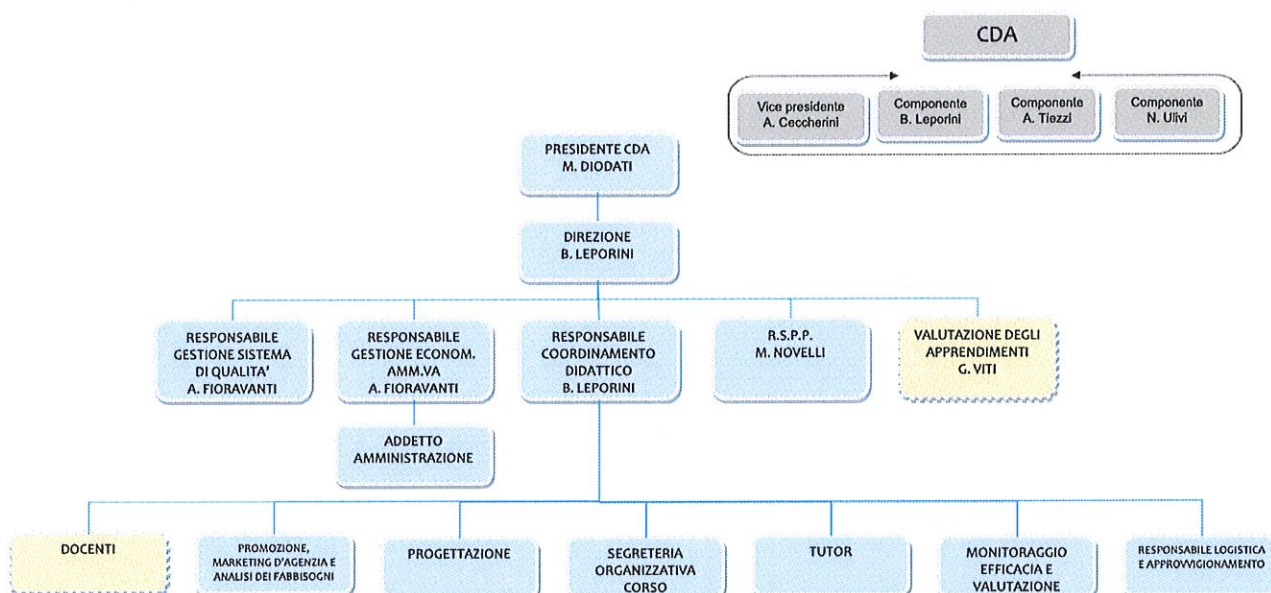 CDA
Vice presidente
A. Ceccherini
Componente
B. Leporini
Componente
A. Tiezzi
Componente
N. Ulivi
PRESIDENTE CDA
M. DIODATI
DIREZIONE
B. LEPORINI
RESPONSABILE
GESTIONE SISTEMA
DI QUALITA'
A. FIORAVANTI
RESPONSABILE
GESTIONE ECONOM.
AMM.VA
A. FIORAVANTI
RESPONSABILE
COORDINAMENTO
DIDATTICO
B. LEPORINI
R.S.P.P.
M. NOVELLI
VALUTAZIONE DEGLI
APPRENDIMENTI
G. VITI
ADDETTO
AMMINISTRAZIONE
DOCENTI
PROMOZIONE,
MARKETING D'AGENZIA E
ANALISI DEI FABBISOGNI
PROGETTAZIONE
SEGRETERIA
ORGANIZZATIVA
CORSO
TUTOR
MONITORAGGIO
EFFICACIA E
VALUTAZIONE
RESPONSABILE LOGISTICA
E APPROVVIGIONAMENTO